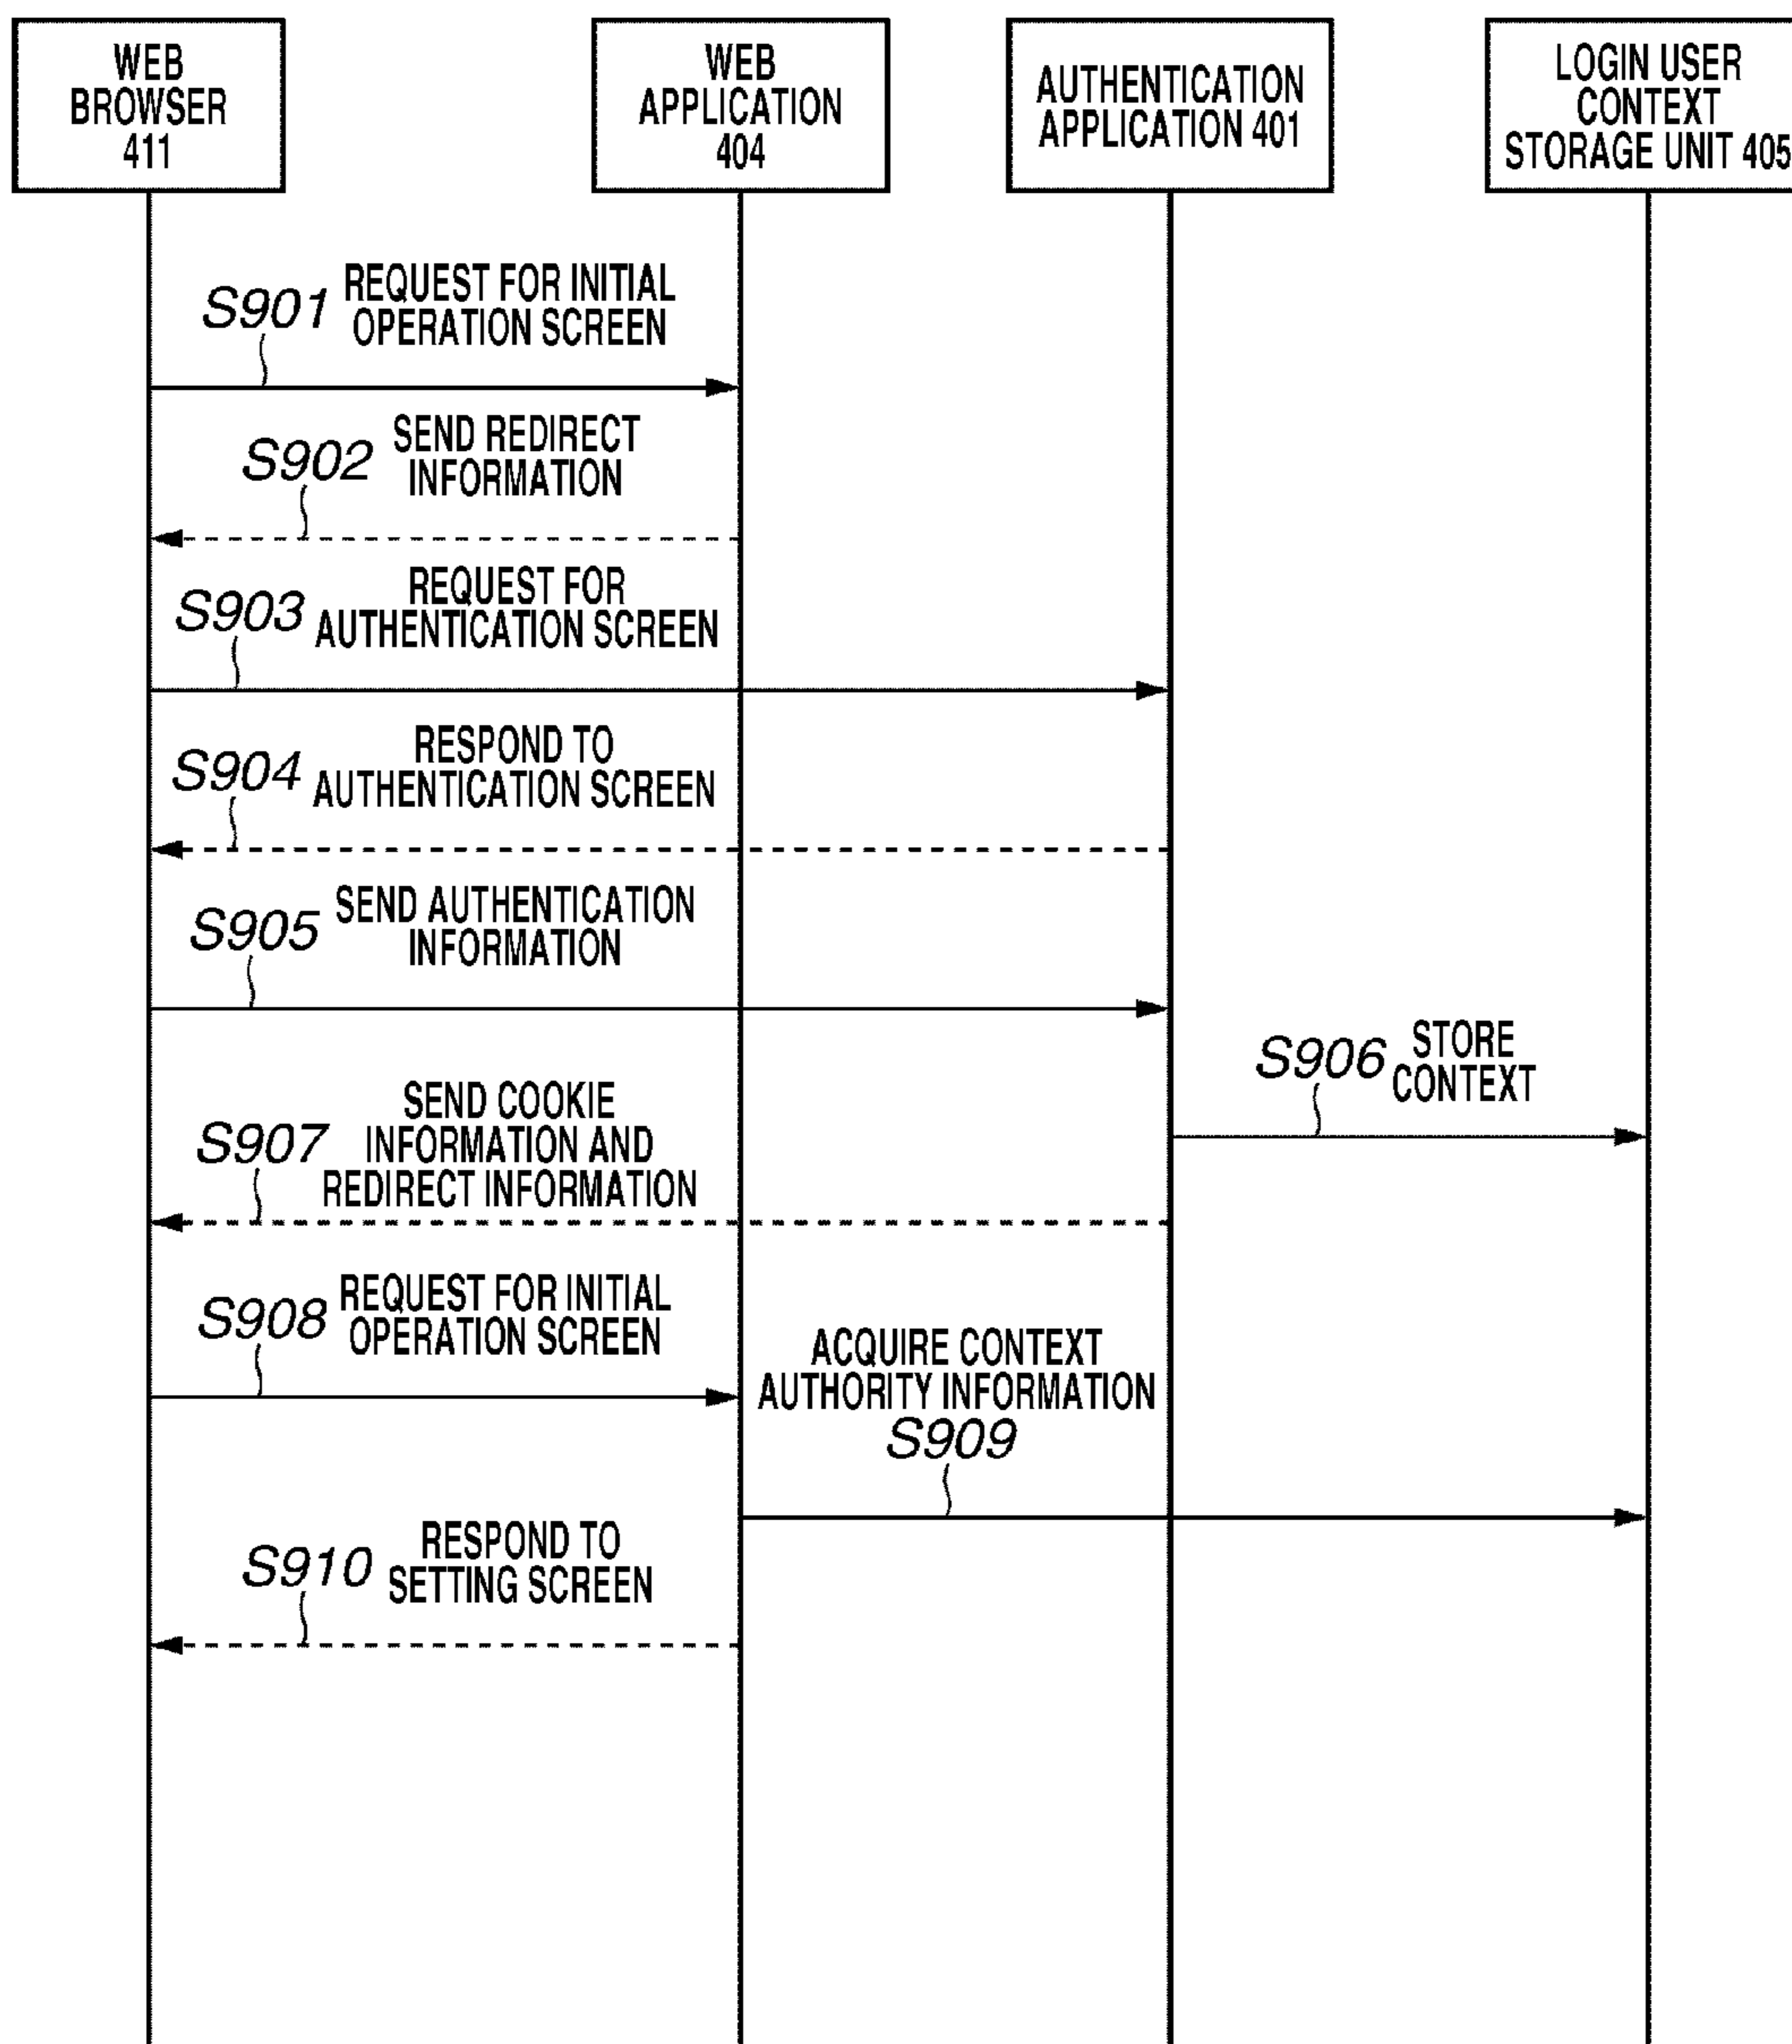 WEB
BROWSER
411
WEB
APPLICATION
404
AUTHENTICATION
APPLICATION 401
LOGIN USER
CONTEXT
STORAGE UNIT 405
S901
REQUEST FOR INITIAL
OPERATION SCREEN
S902
SEND REDIRECT
INFORMATION
S903
REQUEST FOR
AUTHENTICATION SCREEN
S904
RESPOND TO
AUTHENTICATION SCREEN
S905
SEND AUTHENTICATION
INFORMATION
S906
STORE
CONTEXT
S907
SEND COOKIE
INFORMATION AND
REDIRECT INFORMATION
S908
REQUEST FOR INITIAL
OPERATION SCREEN
ACQUIRE CONTEXT
AUTHORITY INFORMATION
S909
S910
RESPOND TO
SETTING SCREEN